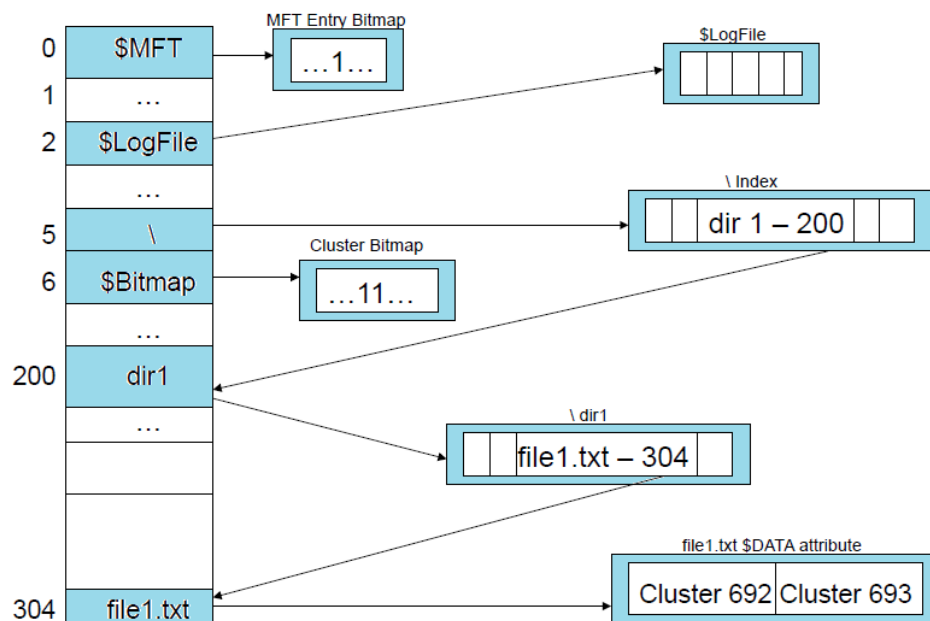 MFT Entry Bitmap
0 $MFT
…1…
$LogFile
1 …
2 $LogFile
…
\ Index
5 \
dir 1 – 200
Cluster Bitmap
6 $Bitmap
…11…
…
200 dir1
…
\ dir1
file1.txt – 304
file1.txt $DATA attribute
Cluster 692 Cluster 693
304 file1.txt